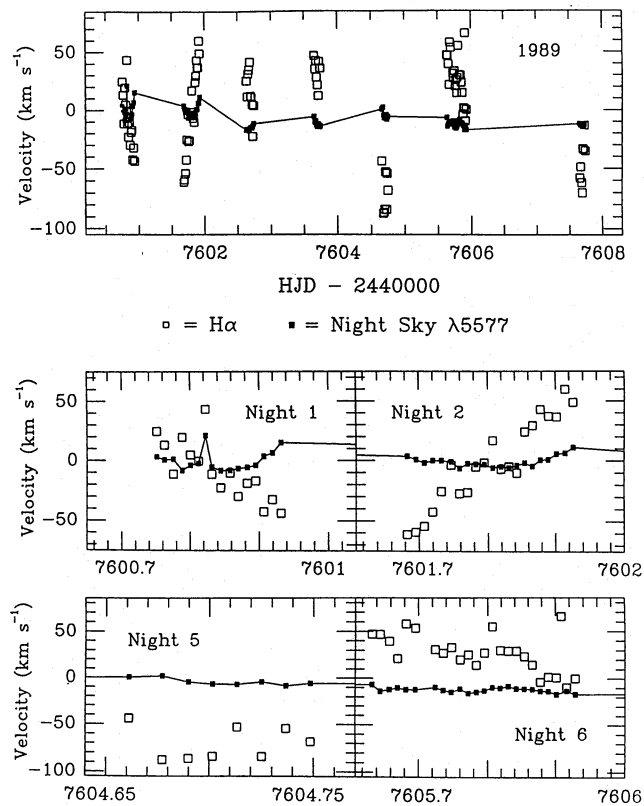 50
0
−50
−100
Velocity (km s⁻¹)
1989
7602
7604
7606
7608
HJD − 2440000
□ = Hα ▪ = Night Sky λ5577
50
0
−50
Velocity (km s⁻¹)
Night 1
Night 2
7600.7
7601
7601.7
7602
50
0
−50
−100
Velocity (km s⁻¹)
Night 5
Night 6
7604.65
7604.75
7605.7
7606